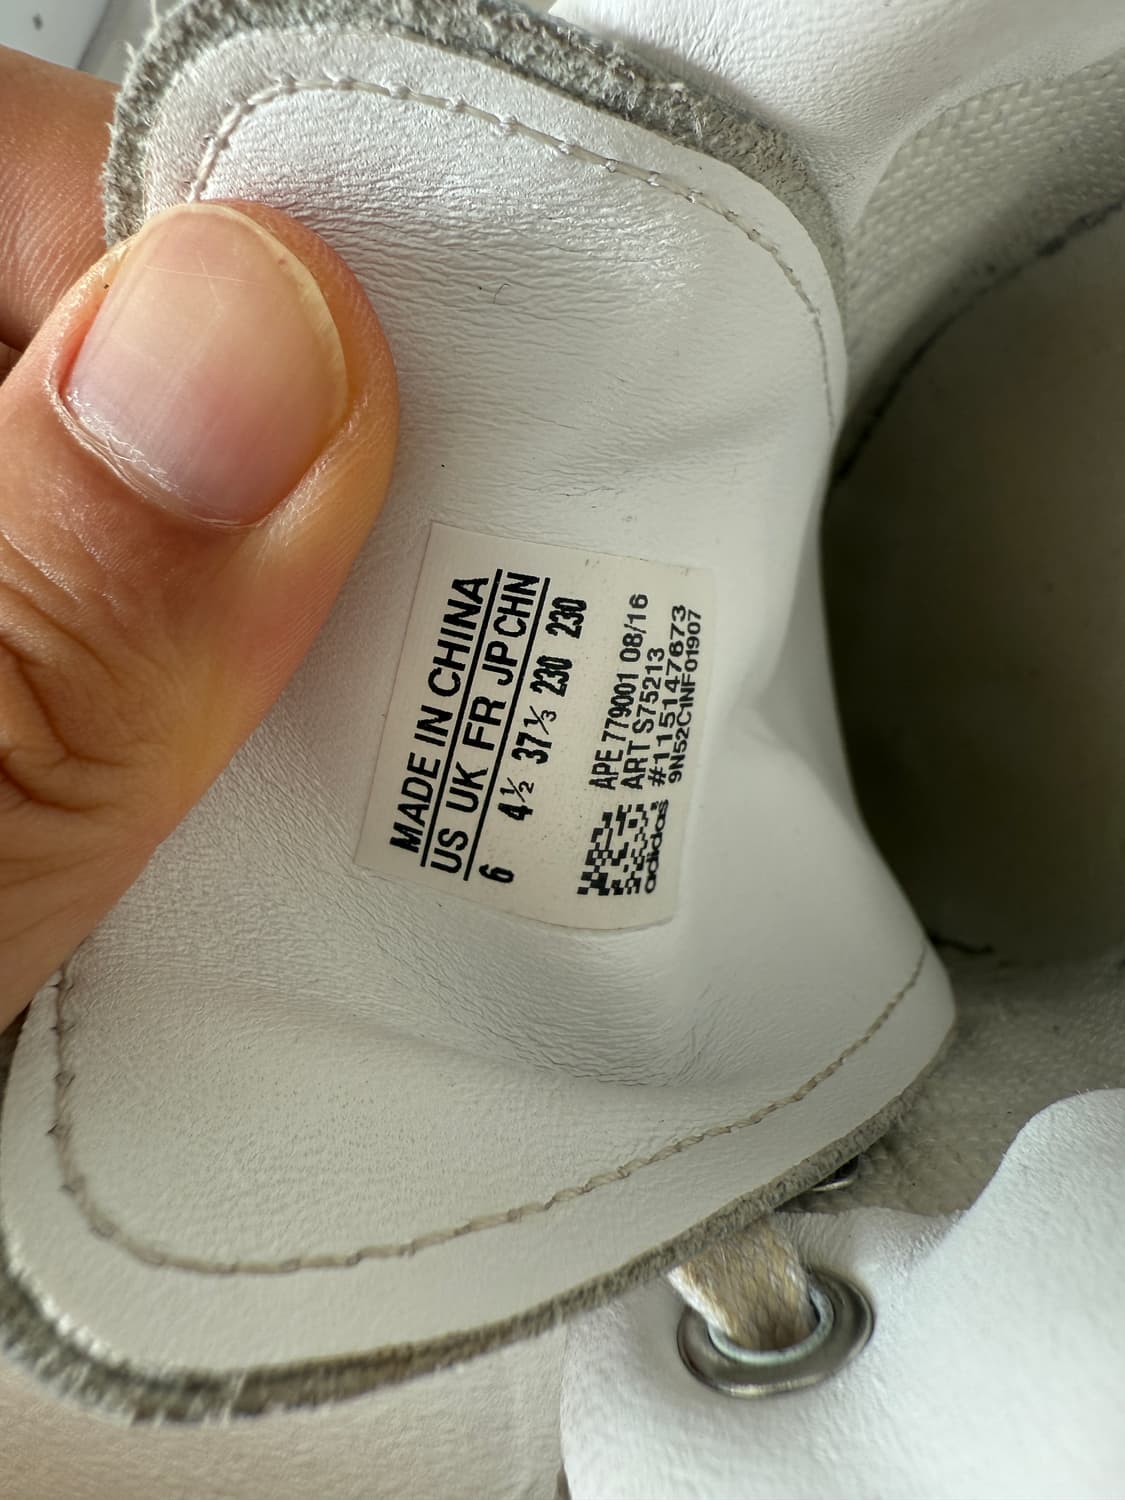 MADE IN CHINA
US UK FR JP CHN
6 4½ 37⅓ 230 230
APE 779001 08/16
ART S75213
#115147673
9N52C1NF01907
adidas